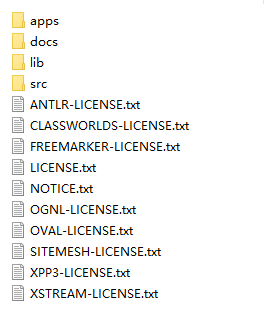 apps
docs
lib
src
ANTLR-LICENSE.txt
CLASSWORLDS-LICENSE.txt
FREEMARKER-LICENSE.txt
LICENSE.txt
NOTICE.txt
OGNL-LICENSE.txt
OVAL-LICENSE.txt
SITEMESH-LICENSE.txt
XPP3-LICENSE.txt
XSTREAM-LICENSE.txt